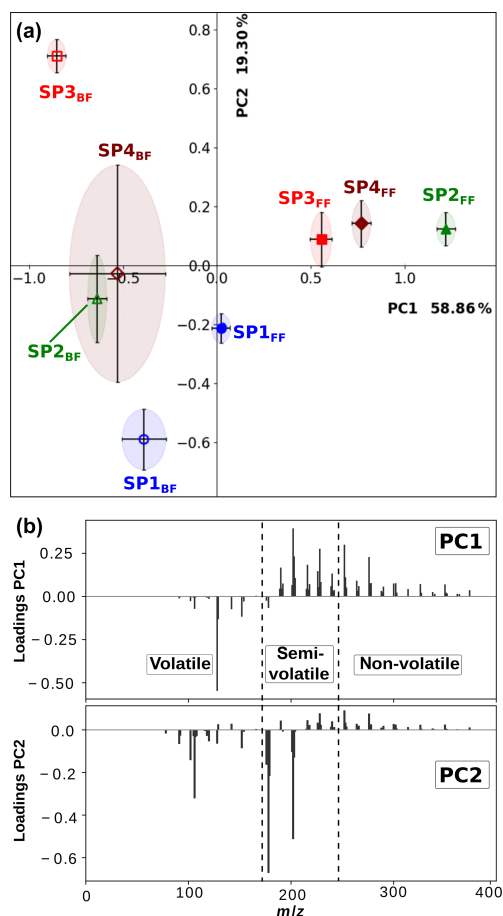 (a)
0.8
PC2 19.30 %
SP3BF
0.6
SP4BF
0.4
SP3FF SP4FF SP2FF
0.2
−1.0 −0.5 0.0 0.5 1.0
PC1 58.86 %
−0.2
SP1FF
SP2BF
−0.4
−0.6
SP1BF
(b)
PC1
0.25
0.00
−0.25
−0.50
Loadings PC1
Volatile
Semi-
volatile
Non-volatile
0.0
−0.2
−0.4
−0.6
Loadings PC2
PC2
0 100 200 300 400
m/z